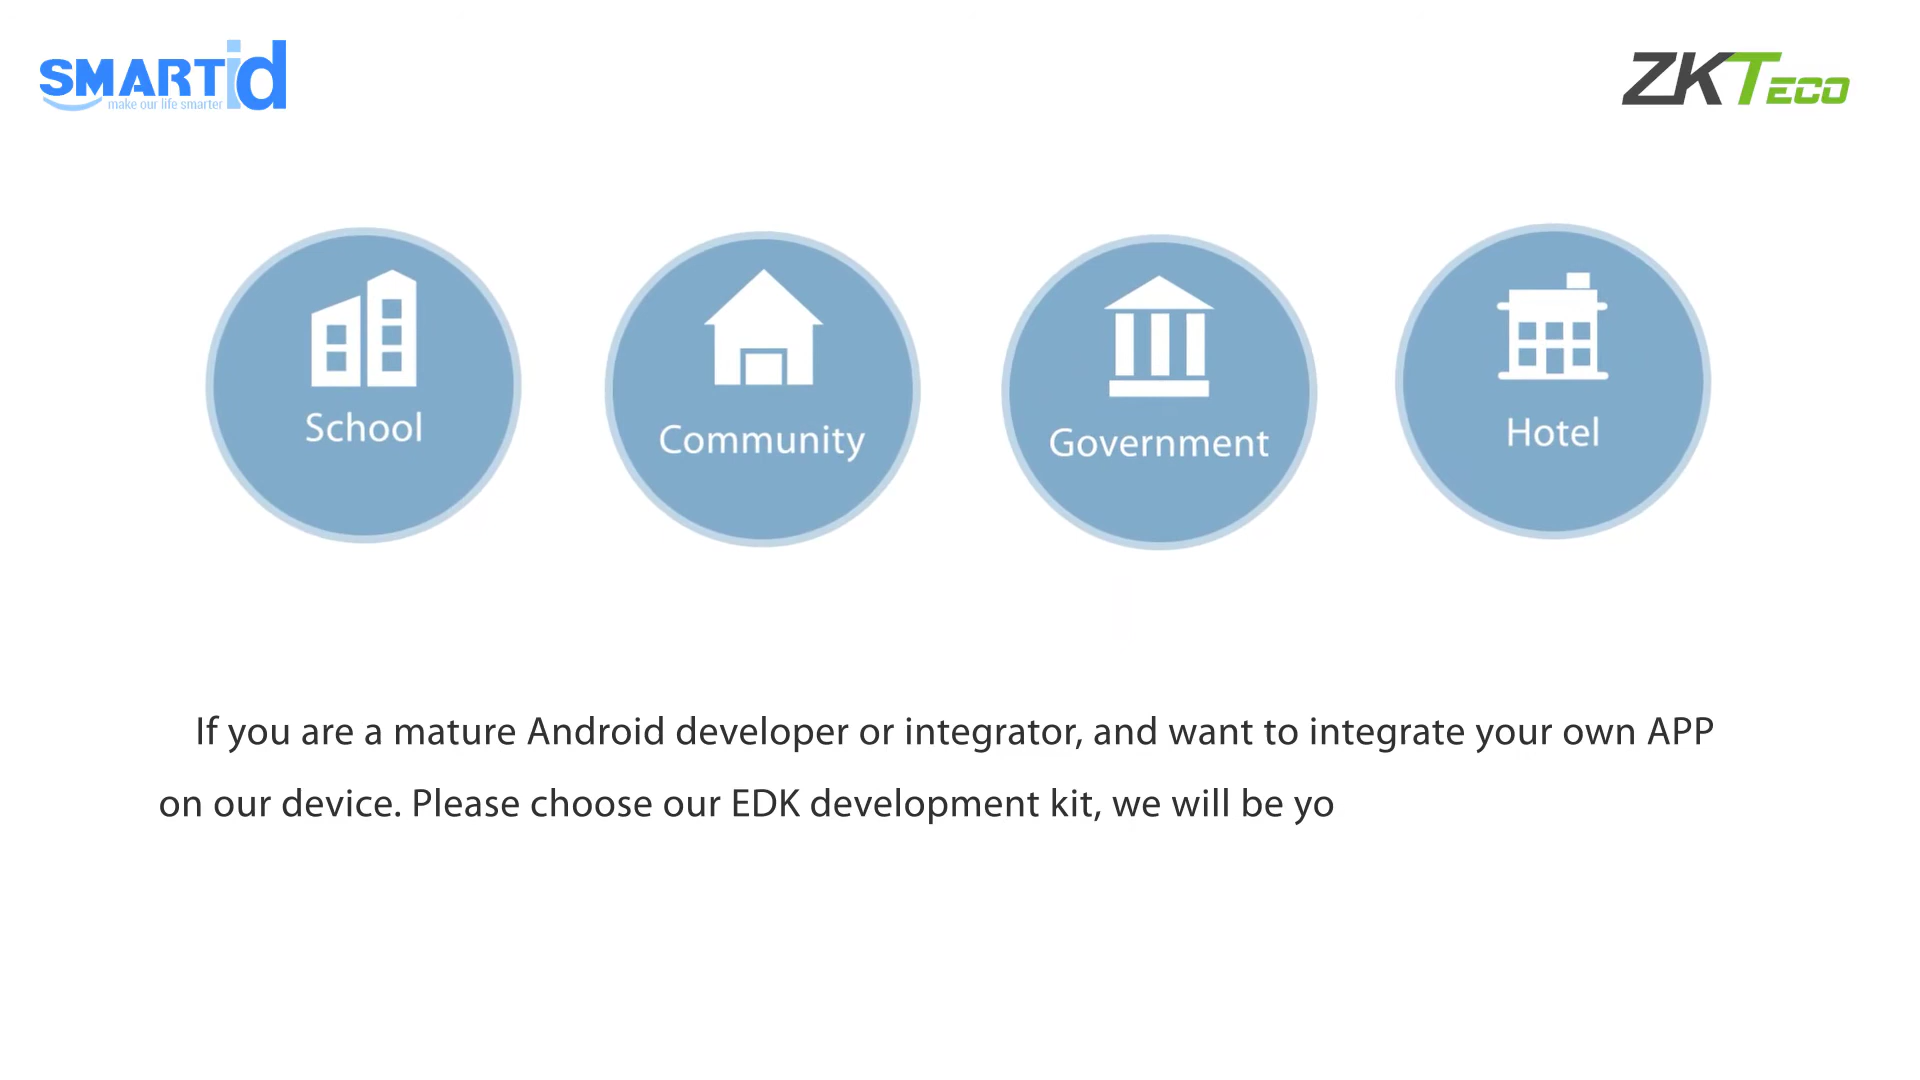 SMARTid
make our life smarter
ZKTECO
School
Community
Government
Hotel
If you are a mature Android developer or integrator, and want to integrate your own APP
on our device. Please choose our EDK development kit, we will be yo